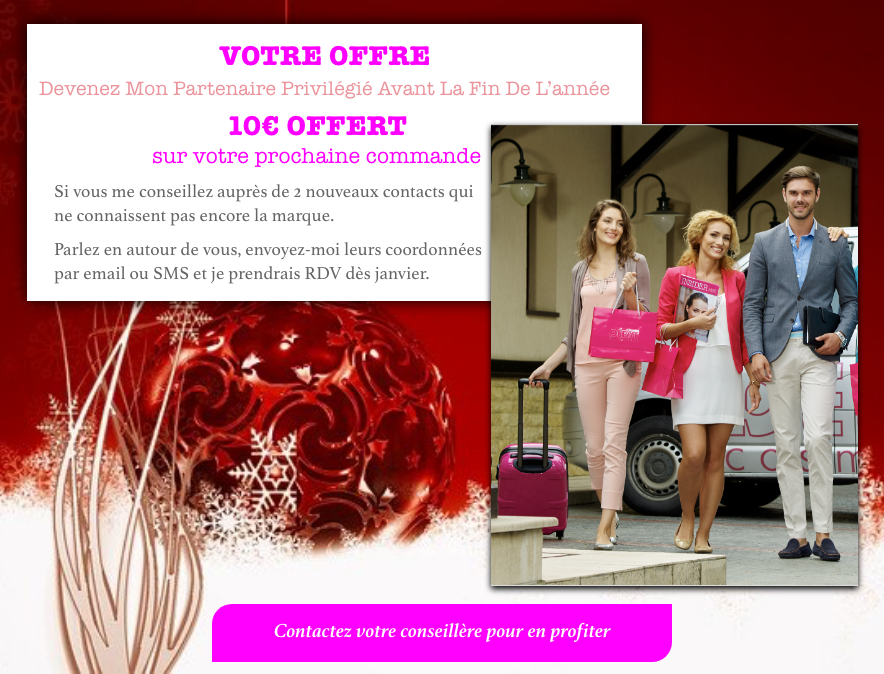 VOTRE OFFRE
Devenez Mon Partenaire Privilégié Avant La Fin De L’année
10€ OFFERT
sur votre prochaine commande
Si vous me conseillez auprès de 2 nouveaux contacts qui
ne connaissent pas encore la marque.
Parlez en autour de vous, envoyez-moi leurs coordonnées
par email ou SMS et je prendrais RDV dès janvier.
Contactez votre conseillère pour en profiter